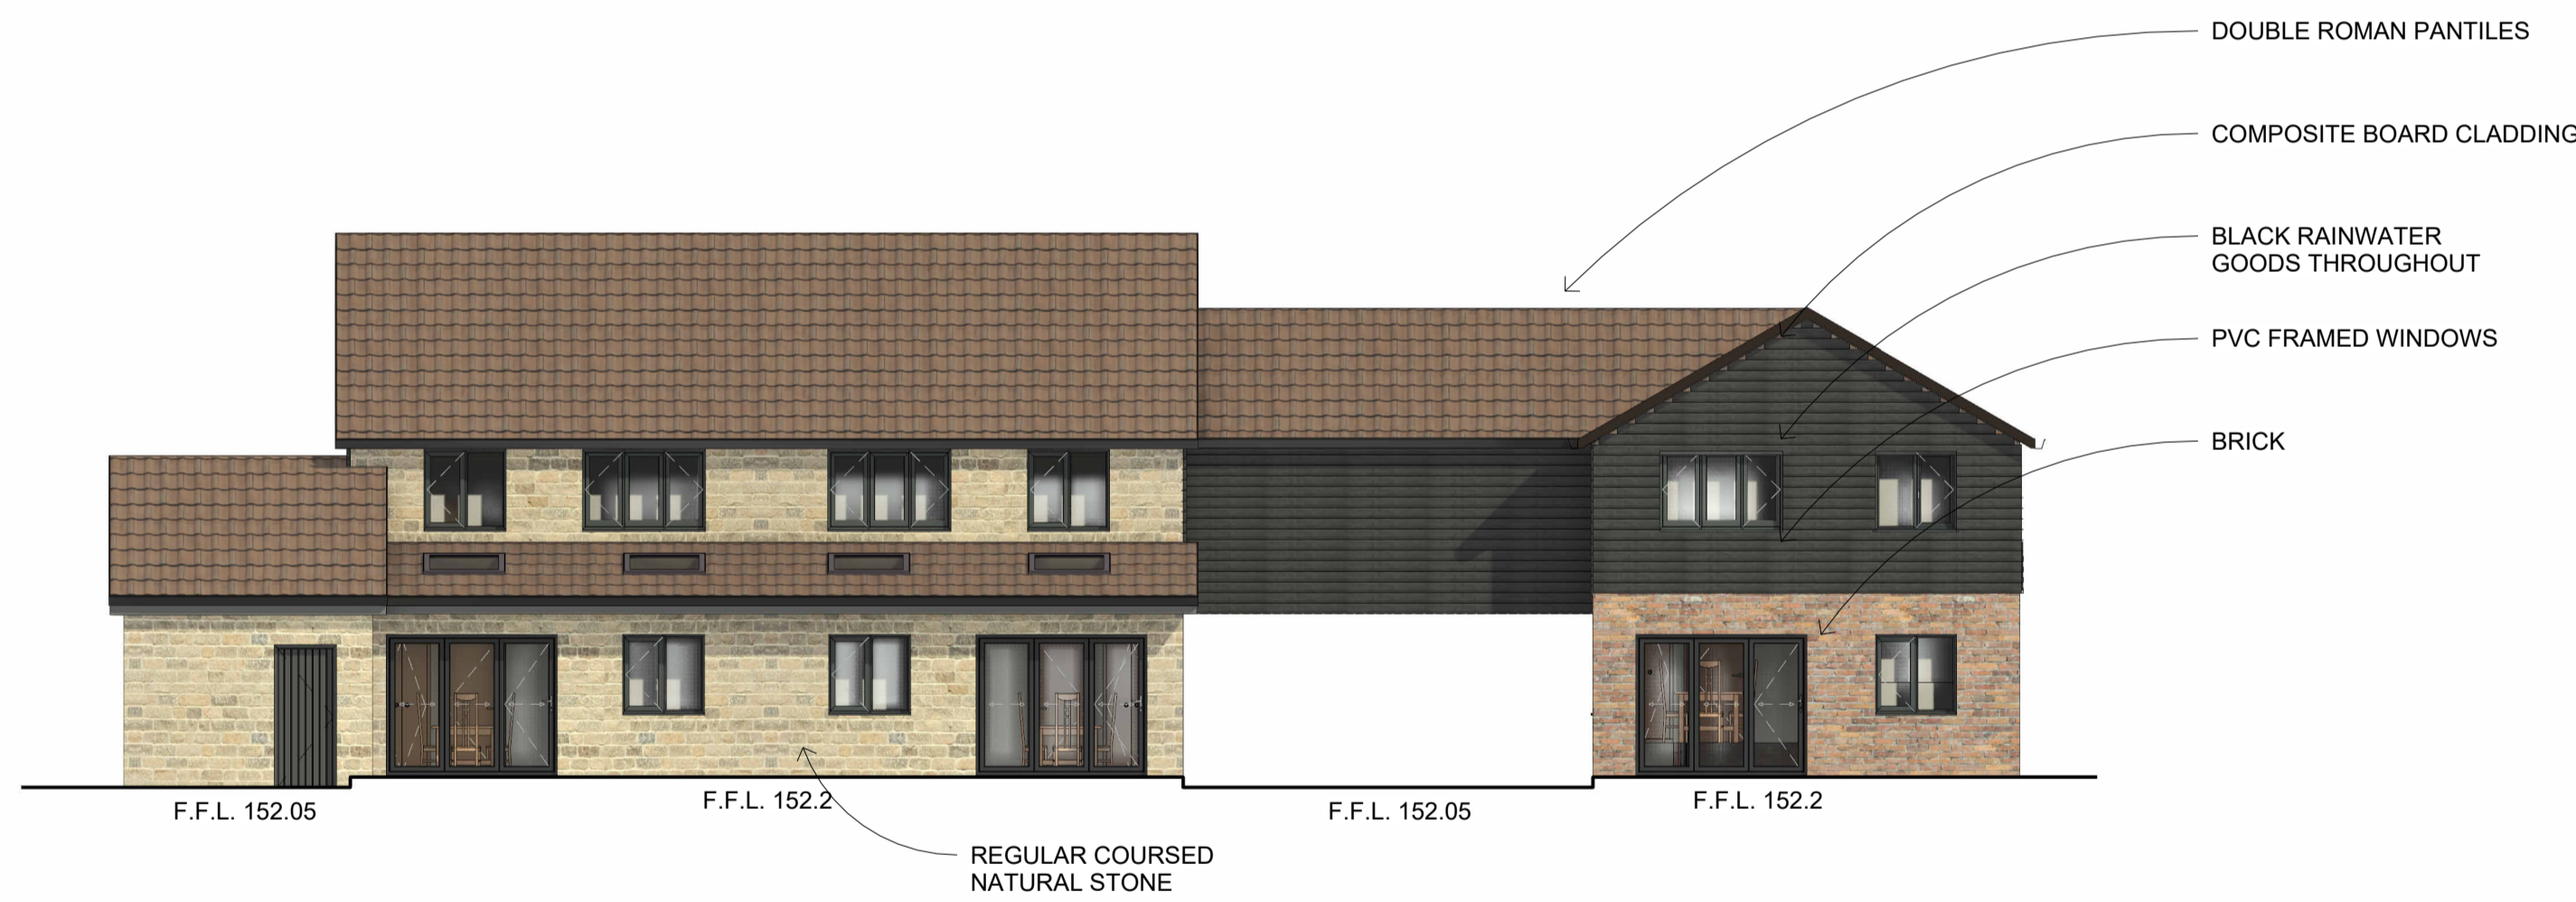 DOUBLE ROMAN PANTILES
COMPOSITE BOARD CLADDING
BLACK RAINWATER
GOODS THROUGHOUT
PVC FRAMED WINDOWS
BRICK
F.F.L. 152.05
F.F.L. 152.2
F.F.L. 152.05
F.F.L. 152.2
REGULAR COURSED
NATURAL STONE